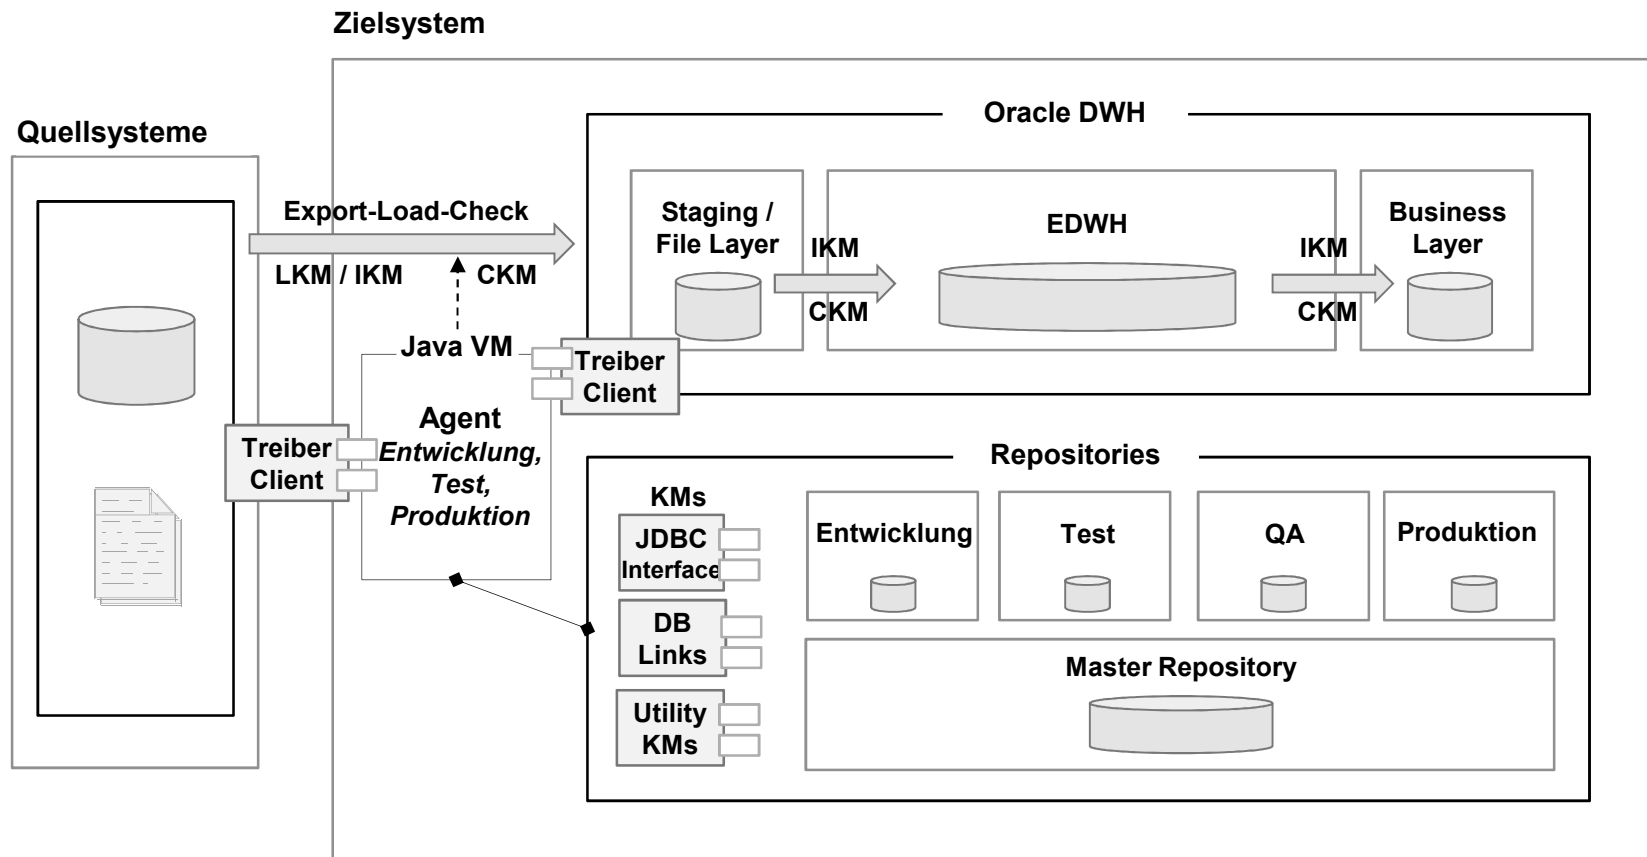 Zielsystem
Quellsysteme
Oracle DWH
Export-Load-Check
LKM / IKM
CKM
Staging /
File Layer
IKM
CKM
EDWH
IKM
CKM
Business
Layer
Java VM
Treiber
Client
Agent
Entwicklung,
Test,
Produktion
Treiber
Client
Repositories
KMs
JDBC
Interface
DB
Links
Utility
KMs
Entwicklung
Test
QA
Produktion
Master Repository